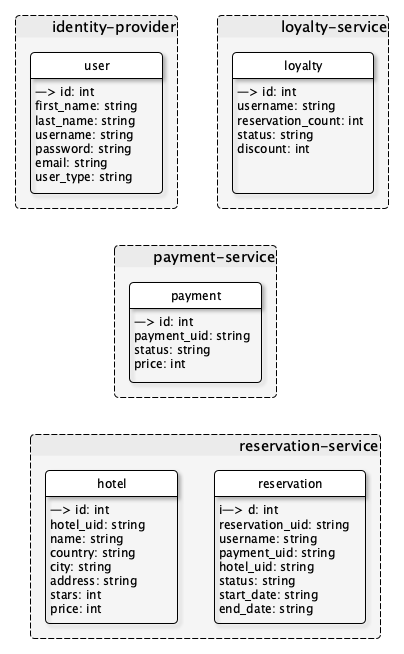 identity-provider
user
—> id: int
first_name: string
last_name: string
username: string
password: string
email: string
user_type: string
loyalty-service
loyalty
—> id: int
username: string
reservation_count: int
status: string
discount: int
payment-service
payment
—> id: int
payment_uid: string
status: string
price: int
reservation-service
hotel
—> id: int
hotel_uid: string
name: string
country: string
city: string
address: string
stars: int
price: int
reservation
i—> d: int
reservation_uid: string
username: string
payment_uid: string
hotel_uid: string
status: string
start_date: string
end_date: string